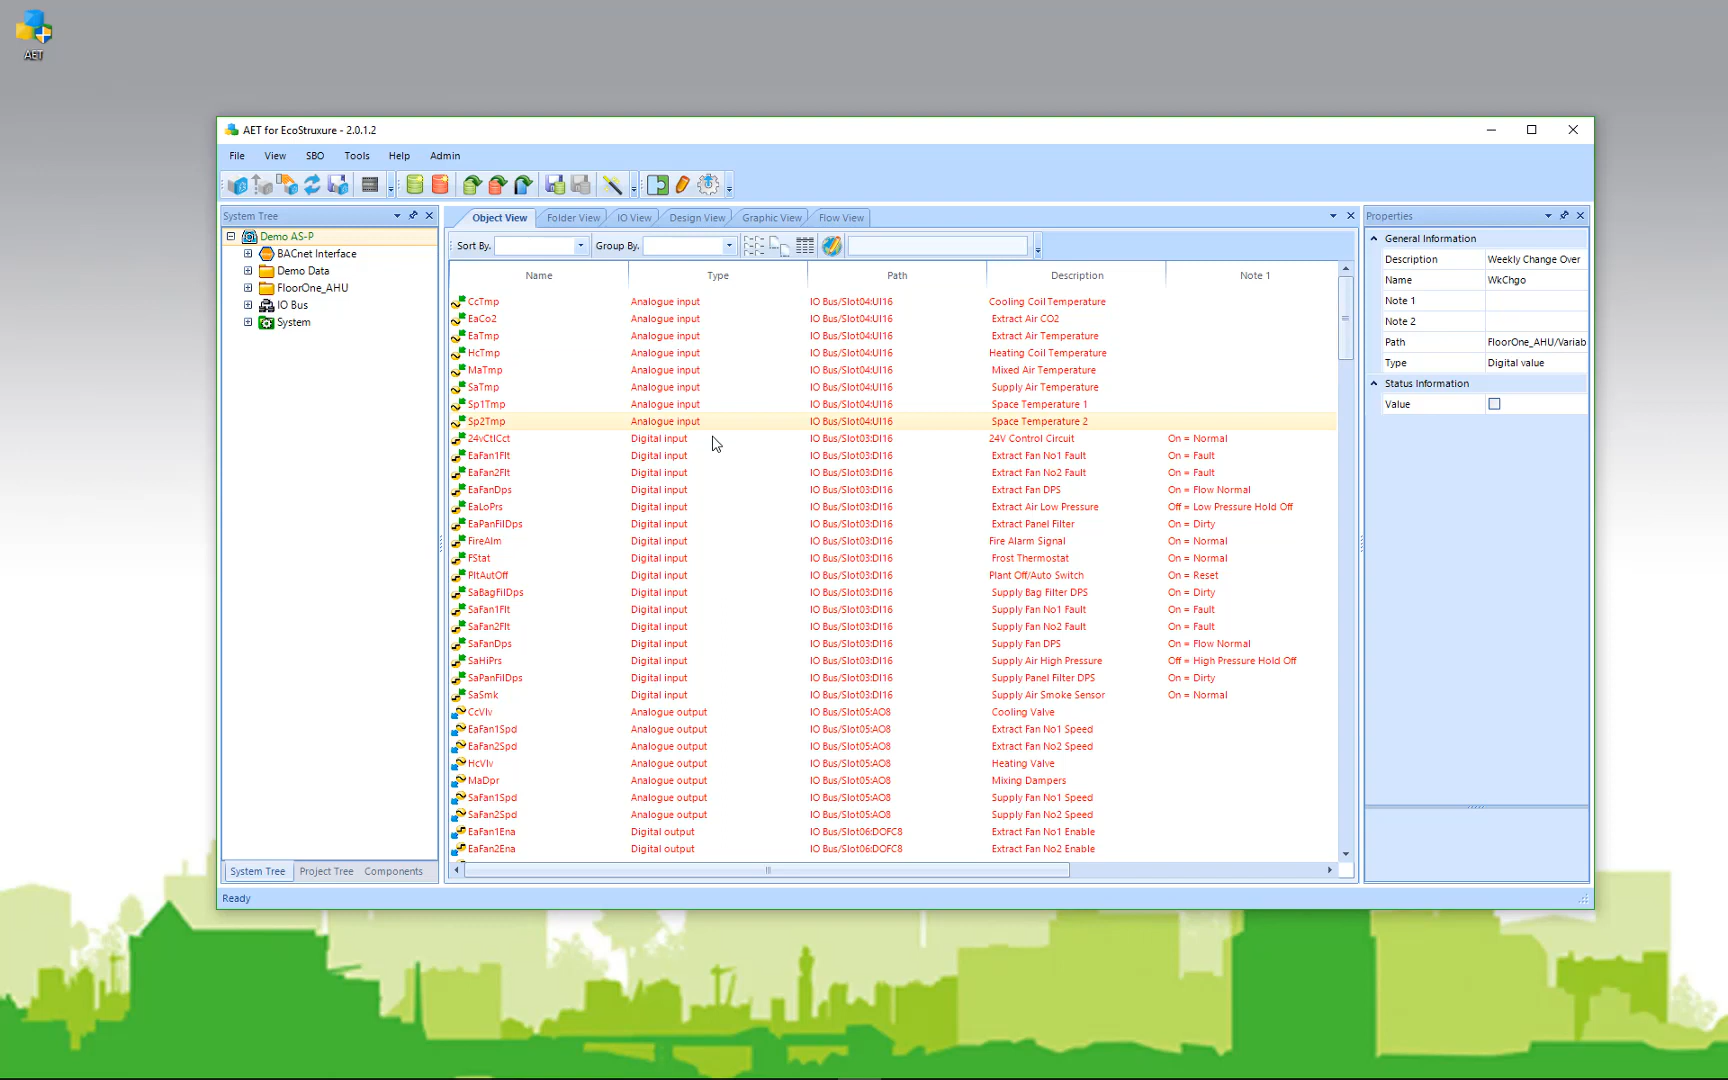 AET
AET for EcoStruxure - 2.0.1.2
File View SBO Tools Help Admin
System Tree
Demo AS-P
BACnet Interface
Demo Data
FloorOne_AHU
IO Bus
System
System Tree Project Tree Components
Object View Folder View IO View Design View Graphic View Flow View
Sort By. Group By.
Name Type Path Description Note 1
CcTmp Analogue input IO Bus/Slot04:UI16 Cooling Coil Temperature
EaCo2 Analogue input IO Bus/Slot04:UI16 Extract Air CO2
EaTmp Analogue input IO Bus/Slot04:UI16 Extract Air Temperature
HcTmp Analogue input IO Bus/Slot04:UI16 Heating Coil Temperature
MaTmp Analogue input IO Bus/Slot04:UI16 Mixed Air Temperature
SaTmp Analogue input IO Bus/Slot04:UI16 Supply Air Temperature
Sp1Tmp Analogue input IO Bus/Slot04:UI16 Space Temperature 1
Sp2Tmp Analogue input IO Bus/Slot04:UI16 Space Temperature 2
24vCtlCct Digital input IO Bus/Slot03:DI16 24V Control Circuit On = Normal
EaFan1Flt Digital input IO Bus/Slot03:DI16 Extract Fan No1 Fault On = Fault
EaFan2Flt Digital input IO Bus/Slot03:DI16 Extract Fan No2 Fault On = Fault
EaFanDps Digital input IO Bus/Slot03:DI16 Extract Fan DPS On = Flow Normal
EaLoPrs Digital input IO Bus/Slot03:DI16 Extract Air Low Pressure Off = Low Pressure Hold Off
EaPanFilDps Digital input IO Bus/Slot03:DI16 Extract Panel Filter On = Dirty
FireAlm Digital input IO Bus/Slot03:DI16 Fire Alarm Signal On = Normal
FStat Digital input IO Bus/Slot03:DI16 Frost Thermostat On = Normal
PltAutOff Digital input IO Bus/Slot03:DI16 Plant Off/Auto Switch On = Reset
SaBagFilDps Digital input IO Bus/Slot03:DI16 Supply Bag Filter DPS On = Dirty
SaFan1Flt Digital input IO Bus/Slot03:DI16 Supply Fan No1 Fault On = Fault
SaFan2Flt Digital input IO Bus/Slot03:DI16 Supply Fan No2 Fault On = Fault
SaFanDps Digital input IO Bus/Slot03:DI16 Supply Fan DPS On = Flow Normal
SaHiPrs Digital input IO Bus/Slot03:DI16 Supply Air High Pressure Off = High Pressure Hold Off
SaPanFilDps Digital input IO Bus/Slot03:DI16 Supply Panel Filter DPS On = Dirty
SaSmk Digital input IO Bus/Slot03:DI16 Supply Air Smoke Sensor On = Normal
CcVlv Analogue output IO Bus/Slot05:AO8 Cooling Valve
EaFan1Spd Analogue output IO Bus/Slot05:AO8 Extract Fan No1 Speed
EaFan2Spd Analogue output IO Bus/Slot05:AO8 Extract Fan No2 Speed
HcVlv Analogue output IO Bus/Slot05:AO8 Heating Valve
MaDpr Analogue output IO Bus/Slot05:AO8 Mixing Dampers
SaFan1Spd Analogue output IO Bus/Slot05:AO8 Supply Fan No1 Speed
SaFan2Spd Analogue output IO Bus/Slot05:AO8 Supply Fan No2 Speed
EaFan1Ena Digital output IO Bus/Slot06:DOFC8 Extract Fan No1 Enable
EaFan2Ena Digital output IO Bus/Slot06:DOFC8 Extract Fan No2 Enable
Properties
General Information
Description Weekly Change Over
Name WkChgo
Note 1
Note 2
Path FloorOne_AHU/Variab
Type Digital value
Status Information
Value
Ready